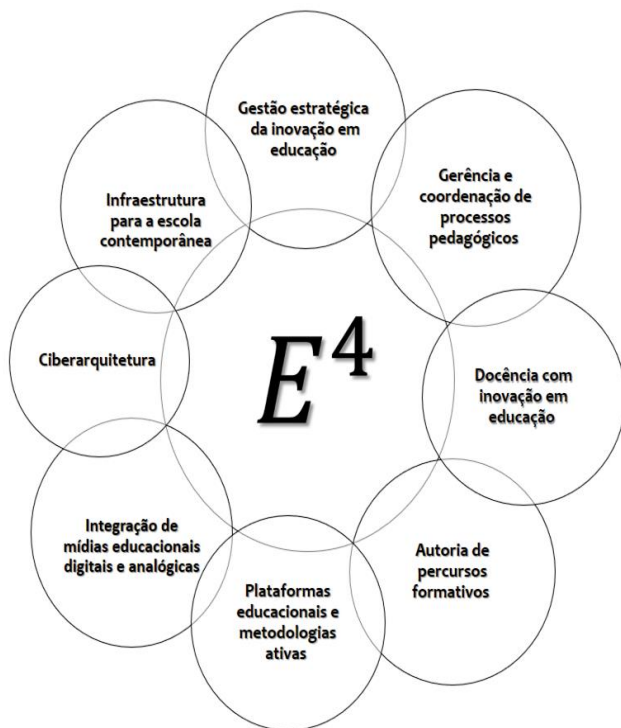 Gestão estratégica
da inovação em
educação
Gerência e
coordenação de
processos
pedagógicos
Infraestrutura
para a escola
contemporânea
Ciberarquitetura
E⁴
Docência com
inovação em
educação
Integração de
mídias educacionais
digitais e analógicas
Autoria de
percursos
formativos
Plataformas
educacionais e
metodologias
ativas